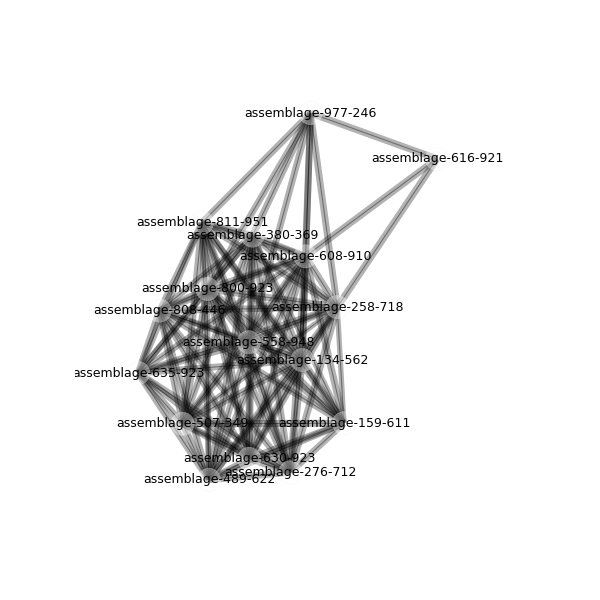 assemblage-977-246
assemblage-616-921
assemblage-811-951
assemblage-380-369
assemblage-608-910
assemblage-800-923
assemblage-258-718
assemblage-808-446
assemblage-558-948
assemblage-134-562
assemblage-635-923
assemblage-507-349
assemblage-159-611
assemblage-630-923
assemblage-276-712
assemblage-489-622